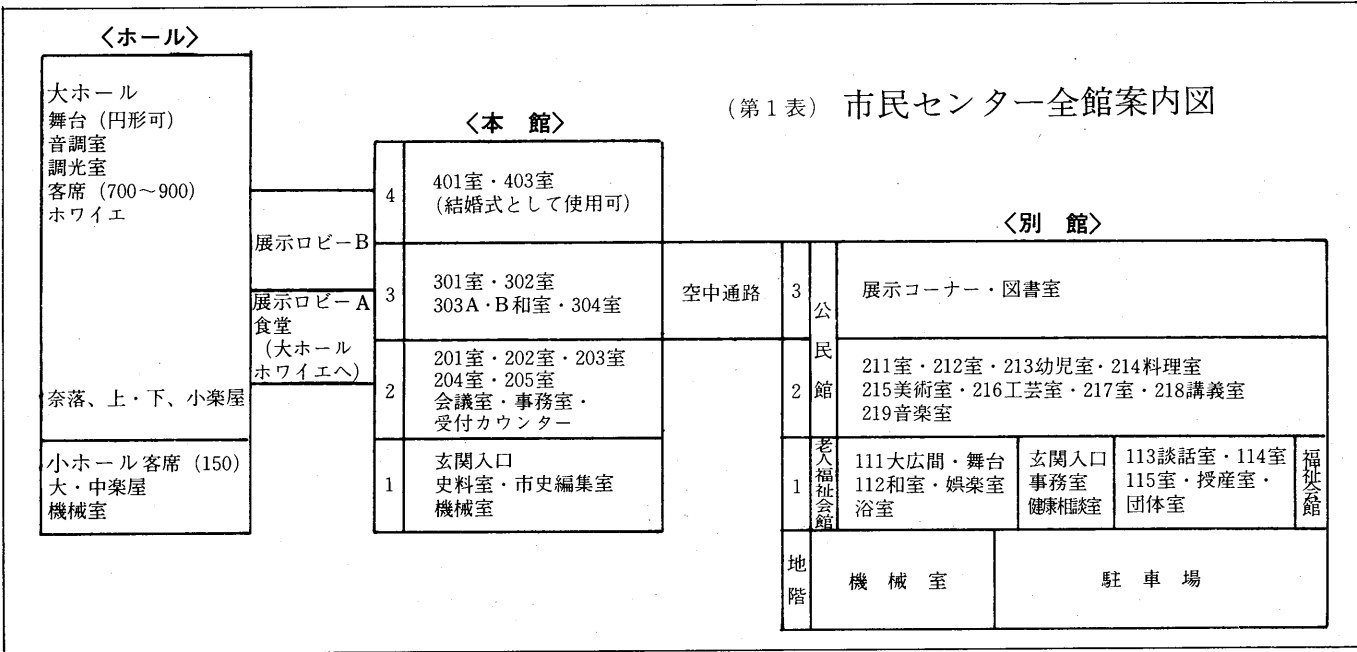 (第1表) 市民センター全館案内図
〈ホール〉
大ホール
舞台 (円形可)
音調室
調光室
客席 (700~900)
ホワイエ
奈落、上・下、小楽屋
小ホール客席 (150)
大・中楽屋
機械室
展示ロビーB
展示ロビーA
食堂
(大ホール
ホワイエへ)
〈本 館〉
4
401室・403室
(結婚式として使用可)
3
301室・302室
303A・B和室・304室
2
201室・202室・203室
204室・205室
会議室・事務室・
受付カウンター
1
玄関入口
史料室・市史編集室
機械室
空中通路
〈別 館〉
公民館
3
展示コーナー・図書室
2
211室・212室・213幼児室・214料理室
215美術室・216工芸室・217室・218講義室
219音楽室
1
老人福祉会館
111大広間・舞台
112和室・娯楽室
浴室
玄関入口
事務室
健康相談室
113談話室・114室
115室・授産室・
団体室
福祉会館
地階
機 械 室
駐 車 場